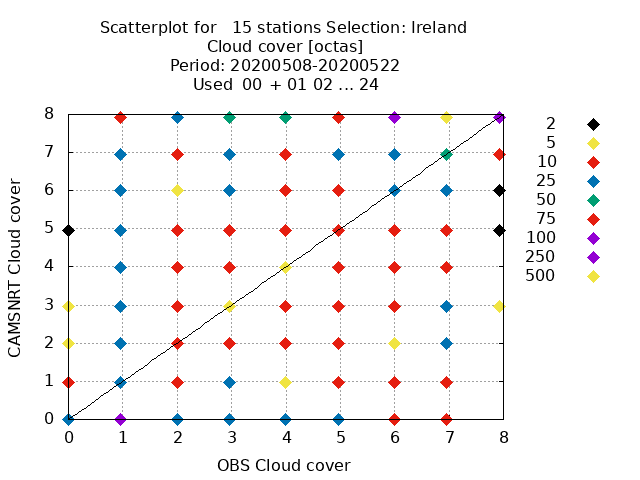 Scatterplot for   15 stations Selection: Ireland
Cloud cover [octas]
Period: 20200508-20200522
Used  00 + 01 02 ... 24
8
7
6
5
4
3
2
1
0
CAMSNRT Cloud cover
0 1 2 3 4 5 6 7 8
OBS Cloud cover
2
5
10
25
50
75
100
250
500